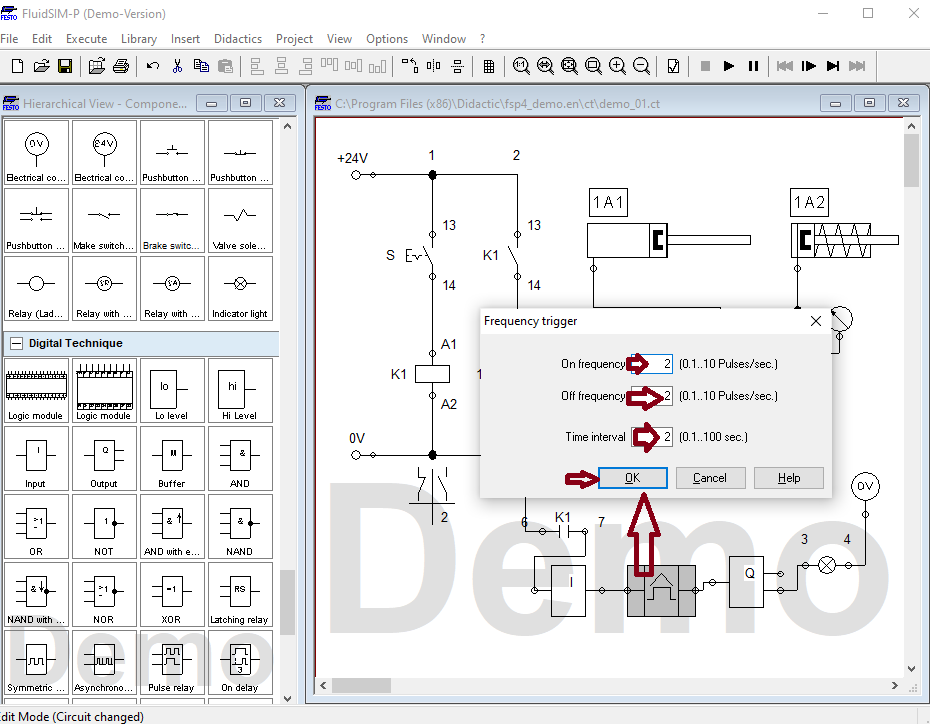 FESTO FluidSIM-P (Demo-Version)
File Edit Execute Library Insert Didactics Project View Options Window ?
FESTO Hierarchical View - Compone...
FESTO C:\Program Files (x86)\Didactic\fsp4_demo.en\ct\demo_01.ct
0V 24V
Electrical co... Electrical co... Pushbutton ... Pushbutton ...
Pushbutton ... Make switch... Brake switc... Valve sole...
SR SA
Relay (Lad... Relay with ... Relay with ... Indicator light
Digital Technique
lo hi
Logic module Logic module Lo level Hi Level
I Q M &
Input Output Buffer AND
>1 1 & &
OR NOT AND with e... NAND
& >1 =1 RS
NAND with ... NOR XOR Latching relay
3
Symmetric ... Asynchrono... Pulse relay On delay
Demo
+24V 1 2
13 13
S K1
14 14
A1
K1 1
A2
0V
2
1A1 1A2
Frequency trigger
On frequency 2 (0.1..10 Pulses/sec.)
Off frequency 2 (0.1..10 Pulses/sec.)
Time interval 2 (0.1..100 sec.)
OK Cancel Help
0V
6 K1 7 3 4
I Q
Demo
dit Mode (Circuit changed)